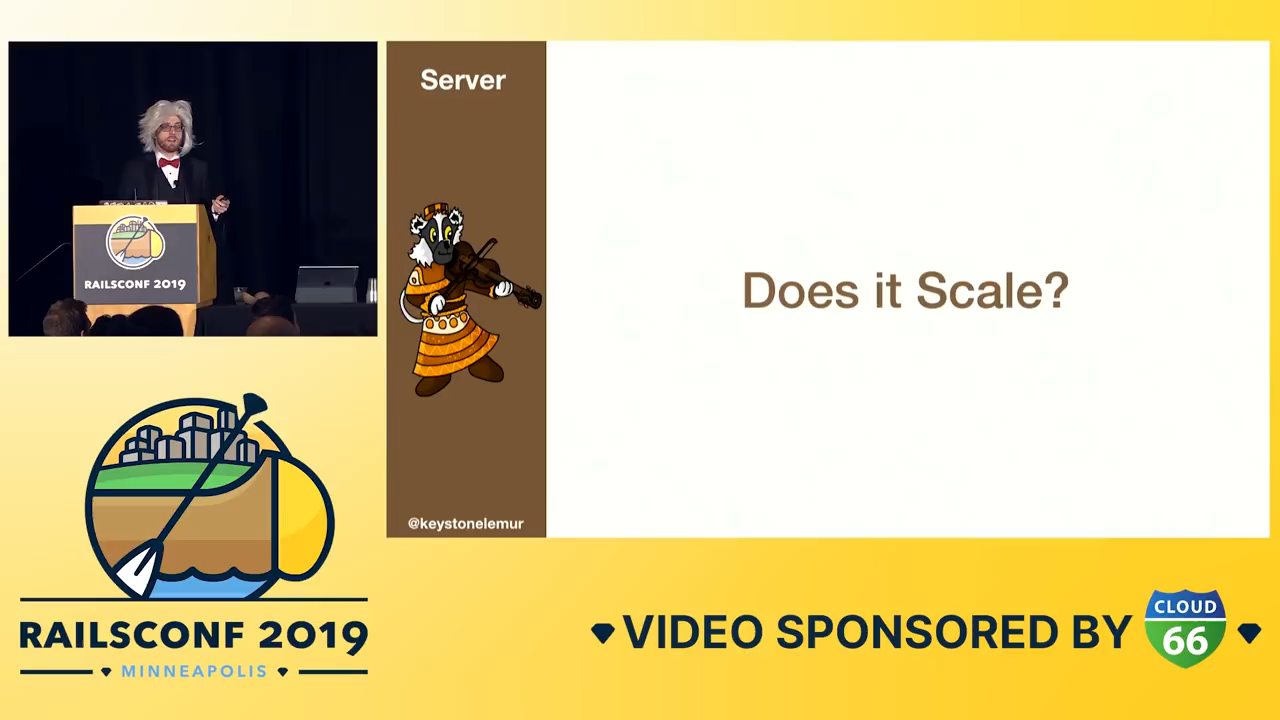 Server
Does it Scale?
@keystonelemur
RAILSCONF 2019
RAILSCONF 2019
MINNEAPOLIS
VIDEO SPONSORED BY
CLOUD
66